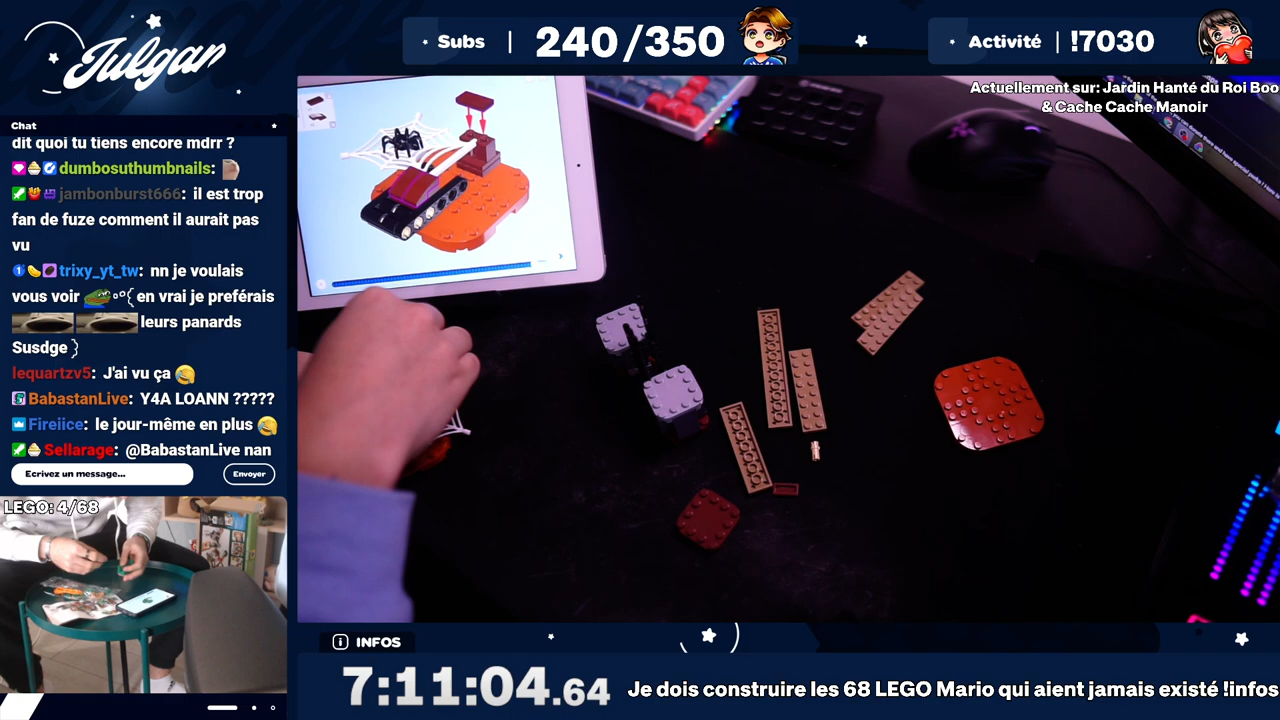 Julgan
Subs | 240/350
Activité | !7030
Actuellement sur: Jardin Hanté du Roi Boo
& Cache Cache Manoir
Chat
dit quoi tu tiens encore mdrr ?
dumbosuthumbnails:
jambonburst666: il est trop
fan de fuze comment il aurait pas
vu
trixy_yt_tw: nn je voulais
vous voir en vrai je preférais
leurs panards
Susdge
lequartzv5: J'ai vu ça
BabastanLive: Y4A LOANN ?????
Fireiice: le jour-même en plus
Sellarage: @BabastanLive nan
Ecrivez un message...
Envoyer
LEGO: 4/68
INFOS
7:11:04.64
Je dois construire les 68 LEGO Mario qui aient jamais existé !infos